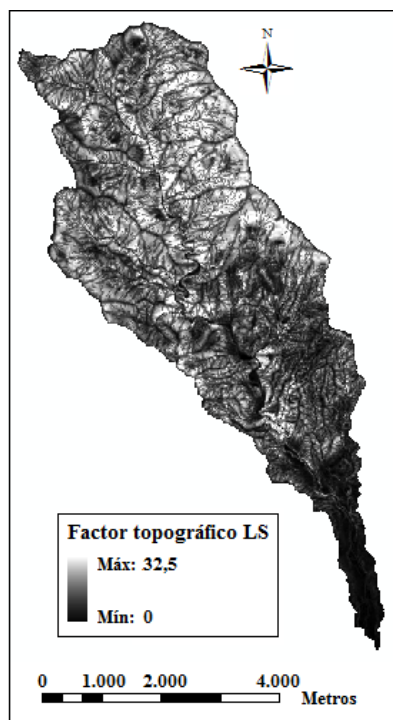 N
Factor topográfico LS
Máx: 32,5
Mín: 0
0 1.000 2.000 4.000
Metros